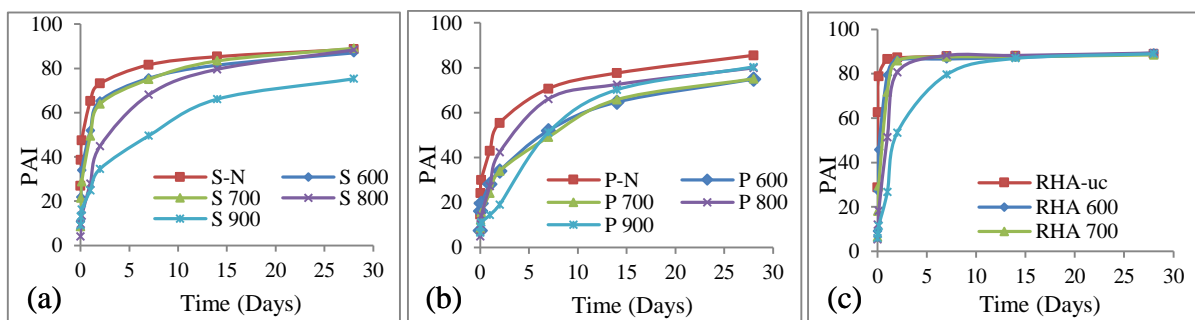 100
80
60
40
20
0
PAI
0 5 10 15 20 25 30
Time (Days)
S-N S 600
S 700 S 800
S 900
(a)
100
80
60
40
20
0
PAI
0 5 10 15 20 25 30
Time (Days)
P-N P 600
P 700 P 800
P 900
(b)
100
80
60
40
20
0
PAI
0 5 10 15 20 25 30
Time (Days)
RHA-uc
RHA 600
RHA 700
(c)